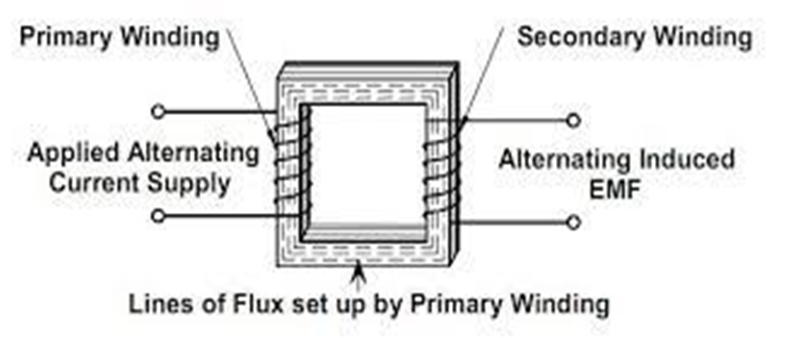 Primary Winding
Secondary Winding
Applied Alternating
Current Supply
Alternating Induced
EMF
Lines of Flux set up by Primary Winding